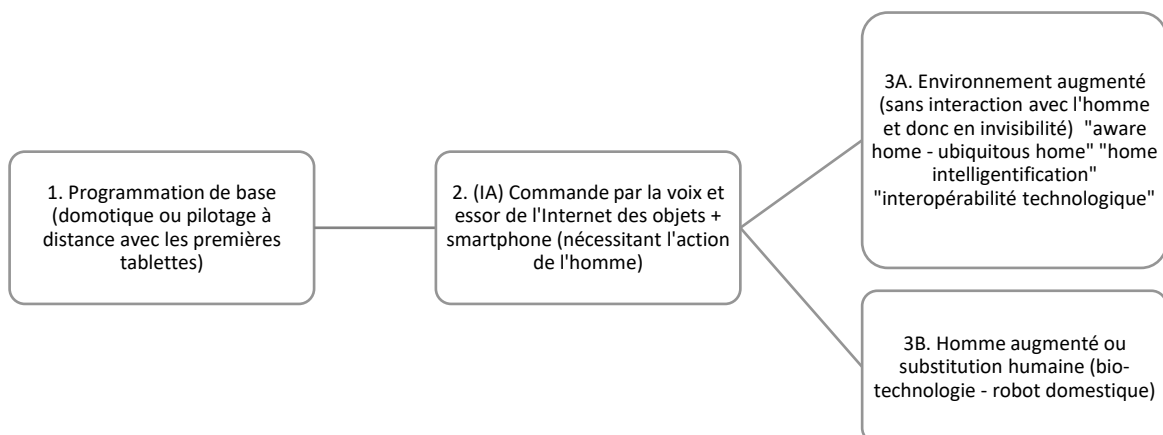 1. Programmation de base
(domotique ou pilotage à
distance avec les premières
tablettes)
2. (IA) Commande par la voix et
essor de l'Internet des objets +
smartphone (nécessitant l'action
de l'homme)
3A. Environnement augmenté
(sans interaction avec l'homme
et donc en invisibilité) "aware
home - ubiquitous home" "home
intelligentification"
"interopérabilité technologique"
3B. Homme augmenté ou
substitution humaine (bio-
technologie - robot domestique)